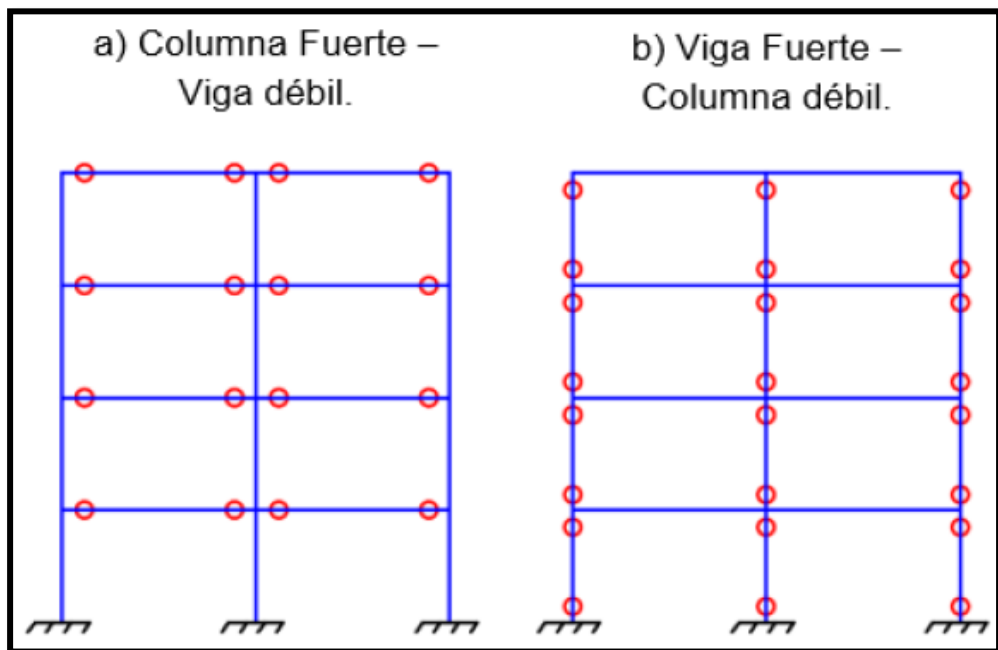 a) Columna Fuerte –
Viga débil.
b) Viga Fuerte –
Columna débil.